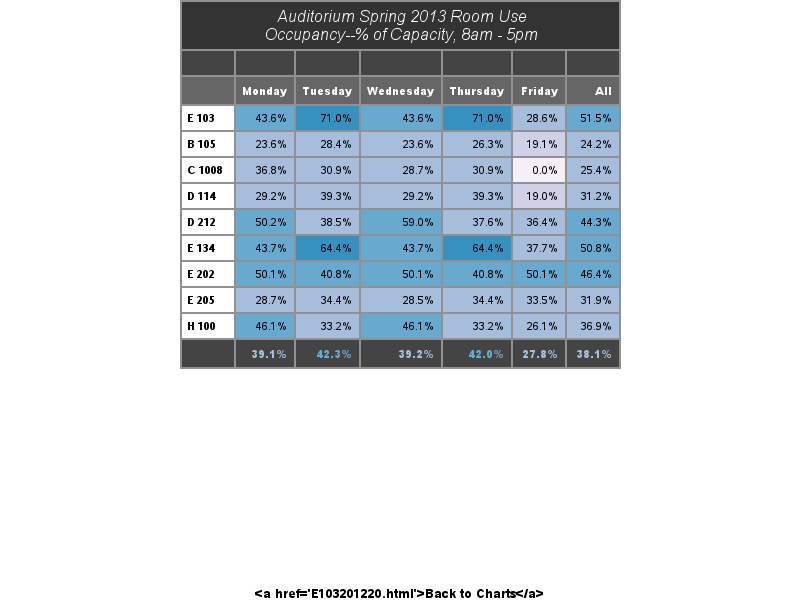 Auditorium Spring 2013 Room Use
Occupancy--% of Capacity, 8am - 5pm
Monday Tuesday Wednesday Thursday Friday All
E 103 43.6% 71.0% 43.6% 71.0% 28.6% 51.5%
B 105 23.6% 28.4% 23.6% 26.3% 19.1% 24.2%
C 1008 36.8% 30.9% 28.7% 30.9% 0.0% 25.4%
D 114 29.2% 39.3% 29.2% 39.3% 19.0% 31.2%
D 212 50.2% 38.5% 59.0% 37.6% 36.4% 44.3%
E 134 43.7% 64.4% 43.7% 64.4% 37.7% 50.8%
E 202 50.1% 40.8% 50.1% 40.8% 50.1% 46.4%
E 205 28.7% 34.4% 28.5% 34.4% 33.5% 31.9%
H 100 46.1% 33.2% 46.1% 33.2% 26.1% 36.9%
39.1% 42.3% 39.2% 42.0% 27.8% 38.1%
<a href='E103201220.html'>Back to Charts</a>